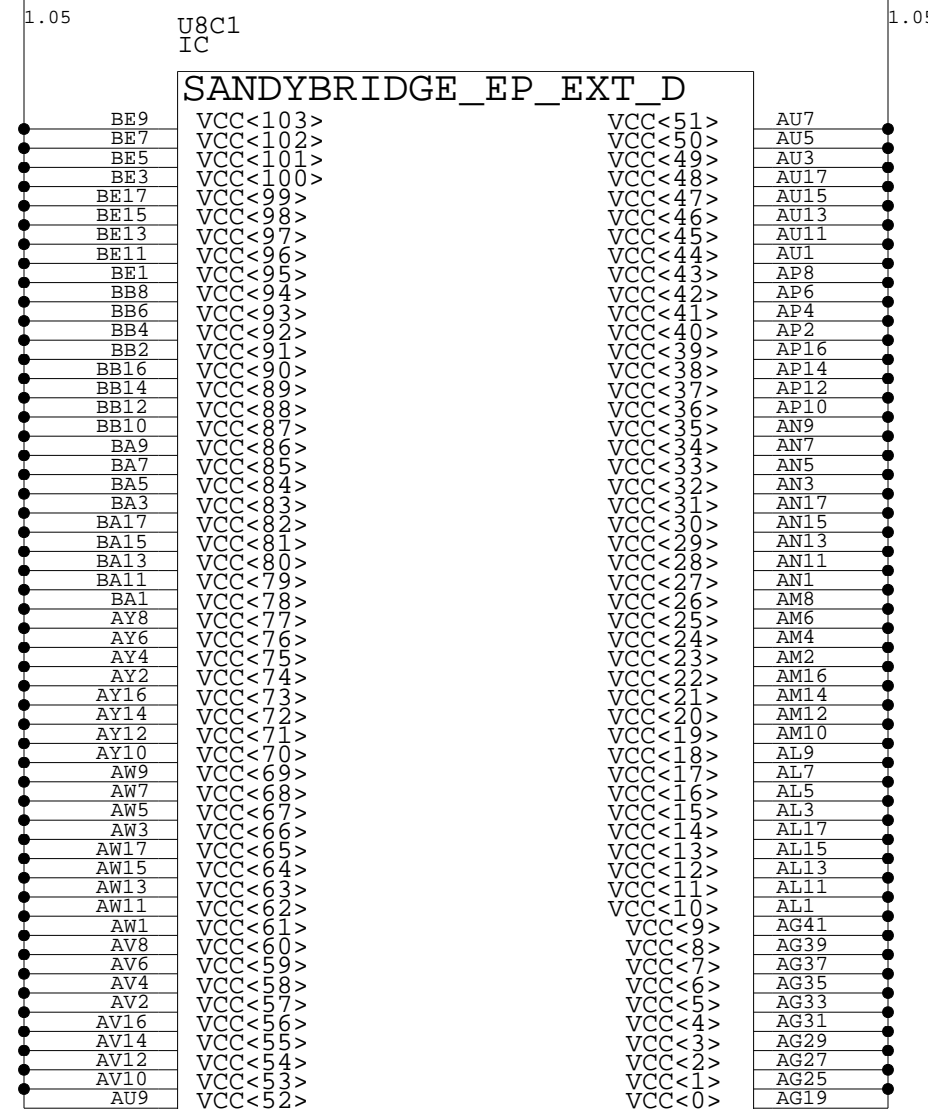 1.05 1.05
U8C1
IC
SANDYBRIDGE_EP_EXT_D
BE9 VCC<103> VCC<51> AU7
BE7 VCC<102> VCC<50> AU5
BE5 VCC<101> VCC<49> AU3
BE3 VCC<100> VCC<48> AU17
BE17 VCC<99> VCC<47> AU15
BE15 VCC<98> VCC<46> AU13
BE13 VCC<97> VCC<45> AU11
BE11 VCC<96> VCC<44> AU1
BE1 VCC<95> VCC<43> AP8
BB8 VCC<94> VCC<42> AP6
BB6 VCC<93> VCC<41> AP4
BB4 VCC<92> VCC<40> AP2
BB2 VCC<91> VCC<39> AP16
BB16 VCC<90> VCC<38> AP14
BB14 VCC<89> VCC<37> AP12
BB12 VCC<88> VCC<36> AP10
BB10 VCC<87> VCC<35> AN9
BA9 VCC<86> VCC<34> AN7
BA7 VCC<85> VCC<33> AN5
BA5 VCC<84> VCC<32> AN3
BA3 VCC<83> VCC<31> AN17
BA17 VCC<82> VCC<30> AN15
BA15 VCC<81> VCC<29> AN13
BA13 VCC<80> VCC<28> AN11
BA11 VCC<79> VCC<27> AN1
BA1 VCC<78> VCC<26> AM8
AY8 VCC<77> VCC<25> AM6
AY6 VCC<76> VCC<24> AM4
AY4 VCC<75> VCC<23> AM2
AY2 VCC<74> VCC<22> AM16
AY16 VCC<73> VCC<21> AM14
AY14 VCC<72> VCC<20> AM12
AY12 VCC<71> VCC<19> AM10
AY10 VCC<70> VCC<18> AL9
AW9 VCC<69> VCC<17> AL7
AW7 VCC<68> VCC<16> AL5
AW5 VCC<67> VCC<15> AL3
AW3 VCC<66> VCC<14> AL17
AW17 VCC<65> VCC<13> AL15
AW15 VCC<64> VCC<12> AL13
AW13 VCC<63> VCC<11> AL11
AW11 VCC<62> VCC<10> AL1
AW1 VCC<61> VCC<9> AG41
AV8 VCC<60> VCC<8> AG39
AV6 VCC<59> VCC<7> AG37
AV4 VCC<58> VCC<6> AG35
AV2 VCC<57> VCC<5> AG33
AV16 VCC<56> VCC<4> AG31
AV14 VCC<55> VCC<3> AG29
AV12 VCC<54> VCC<2> AG27
AV10 VCC<53> VCC<1> AG25
AU9 VCC<52> VCC<0> AG19